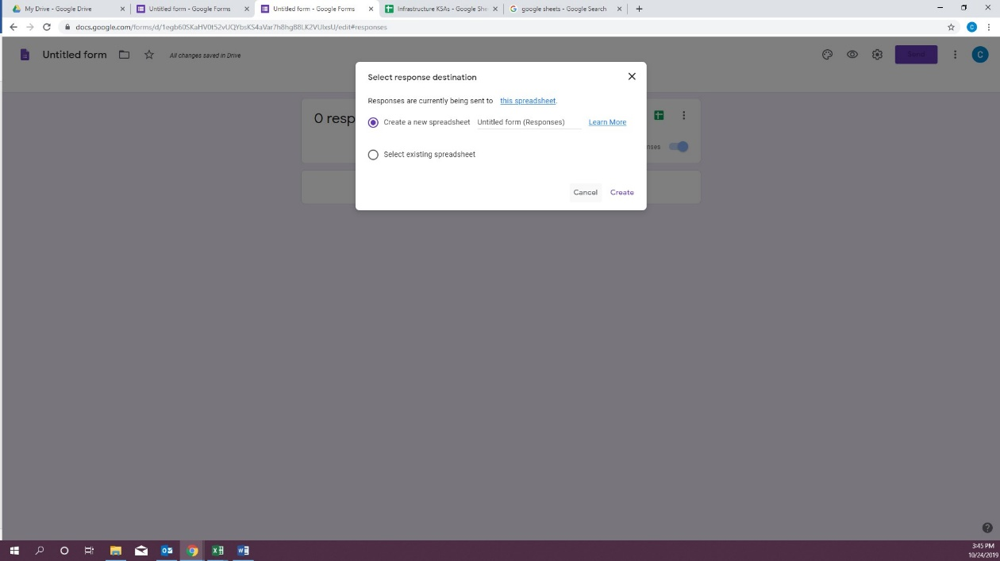 My Drive - Google Drive
Untitled form - Google Forms
Untitled form - Google Forms
Infrastructure KSAs - Google She
google sheets - Google Search
docs.google.com/forms/d/1egb60SKaHV0t52vUQYbsKS4aVar7h8hgB8LK2VUlxsU/edit#responses
Untitled form
All changes saved in Drive
Send
C
Select response destination
Responses are currently being sent to this spreadsheet.
0 resp
Create a new spreadsheet Untitled form (Responses) Learn More
nses
Select existing spreadsheet
Cancel Create
3:45 PM
10/24/2019